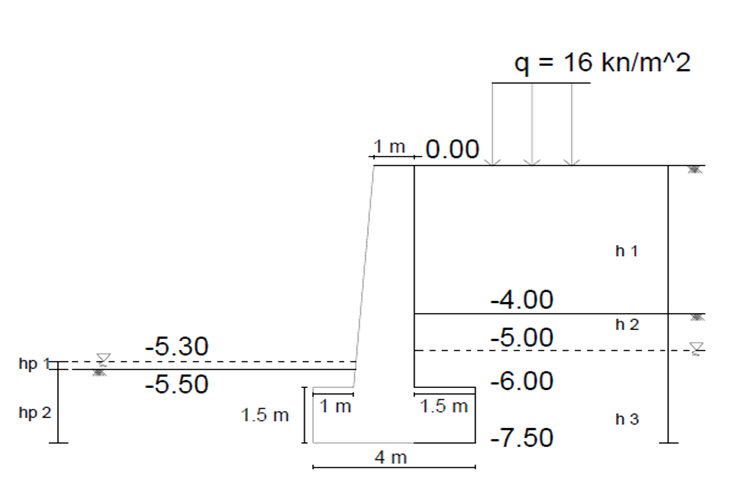 q = 16 kn/m^2
1 m
0.00
h 1
-4.00
h 2
-5.00
-5.30
hp 1
-5.50
-6.00
hp 2
1.5 m
1 m
1.5 m
h 3
-7.50
4 m